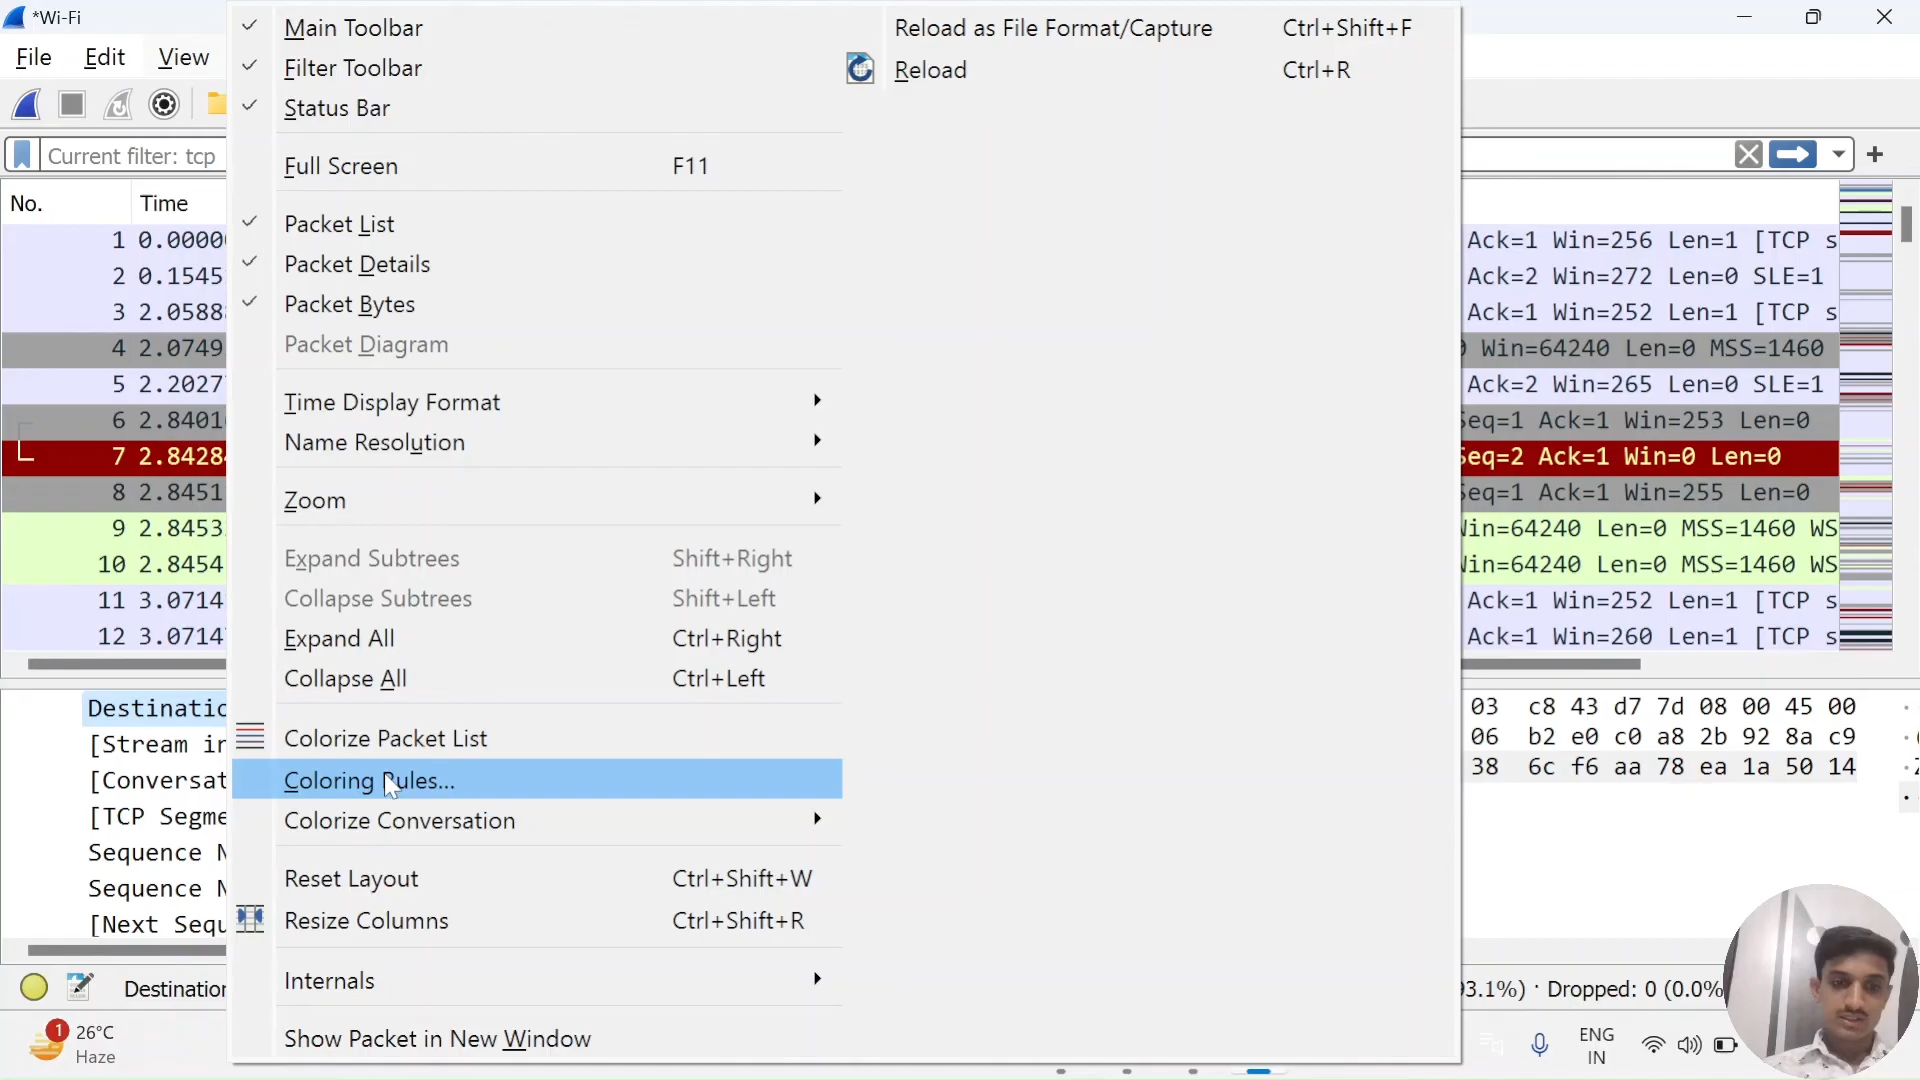 *Wi-Fi
File Edit View
Current filter: tcp
No. Time
1 0.0000
2 0.1545
3 2.0588
4 2.0749
5 2.2027
6 2.8401
7 2.8428
8 2.8451
9 2.8453
10 2.8454
11 3.0714
12 3.0714
Destinatio
[Stream in
[Conversat
[TCP Segme
Sequence N
Sequence N
[Next Sequ
Destination
1 26°C
Haze
Main Toolbar
Filter Toolbar
Status Bar
Full Screen F11
Packet List
Packet Details
Packet Bytes
Packet Diagram
Time Display Format
Name Resolution
Zoom
Expand Subtrees Shift+Right
Collapse Subtrees Shift+Left
Expand All Ctrl+Right
Collapse All Ctrl+Left
Colorize Packet List
Coloring Rules...
Colorize Conversation
Reset Layout Ctrl+Shift+W
Resize Columns Ctrl+Shift+R
Internals
Show Packet in New Window
Reload as File Format/Capture Ctrl+Shift+F
Reload Ctrl+R
Ack=1 Win=256 Len=1 [TCP s
Ack=2 Win=272 Len=0 SLE=1
Ack=1 Win=252 Len=1 [TCP s
0 Win=64240 Len=0 MSS=1460
Ack=2 Win=265 Len=0 SLE=1
Seq=1 Ack=1 Win=253 Len=0
Seq=2 Ack=1 Win=0 Len=0
Seq=1 Ack=1 Win=255 Len=0
Win=64240 Len=0 MSS=1460 WS
Win=64240 Len=0 MSS=1460 WS
Ack=1 Win=252 Len=1 [TCP s
Ack=1 Win=260 Len=1 [TCP s
03 c8 43 d7 7d 08 00 45 00
06 b2 e0 c0 a8 2b 92 8a c9
38 6c f6 aa 78 ea 1a 50 14
93.1%) · Dropped: 0 (0.0%
ENG
IN